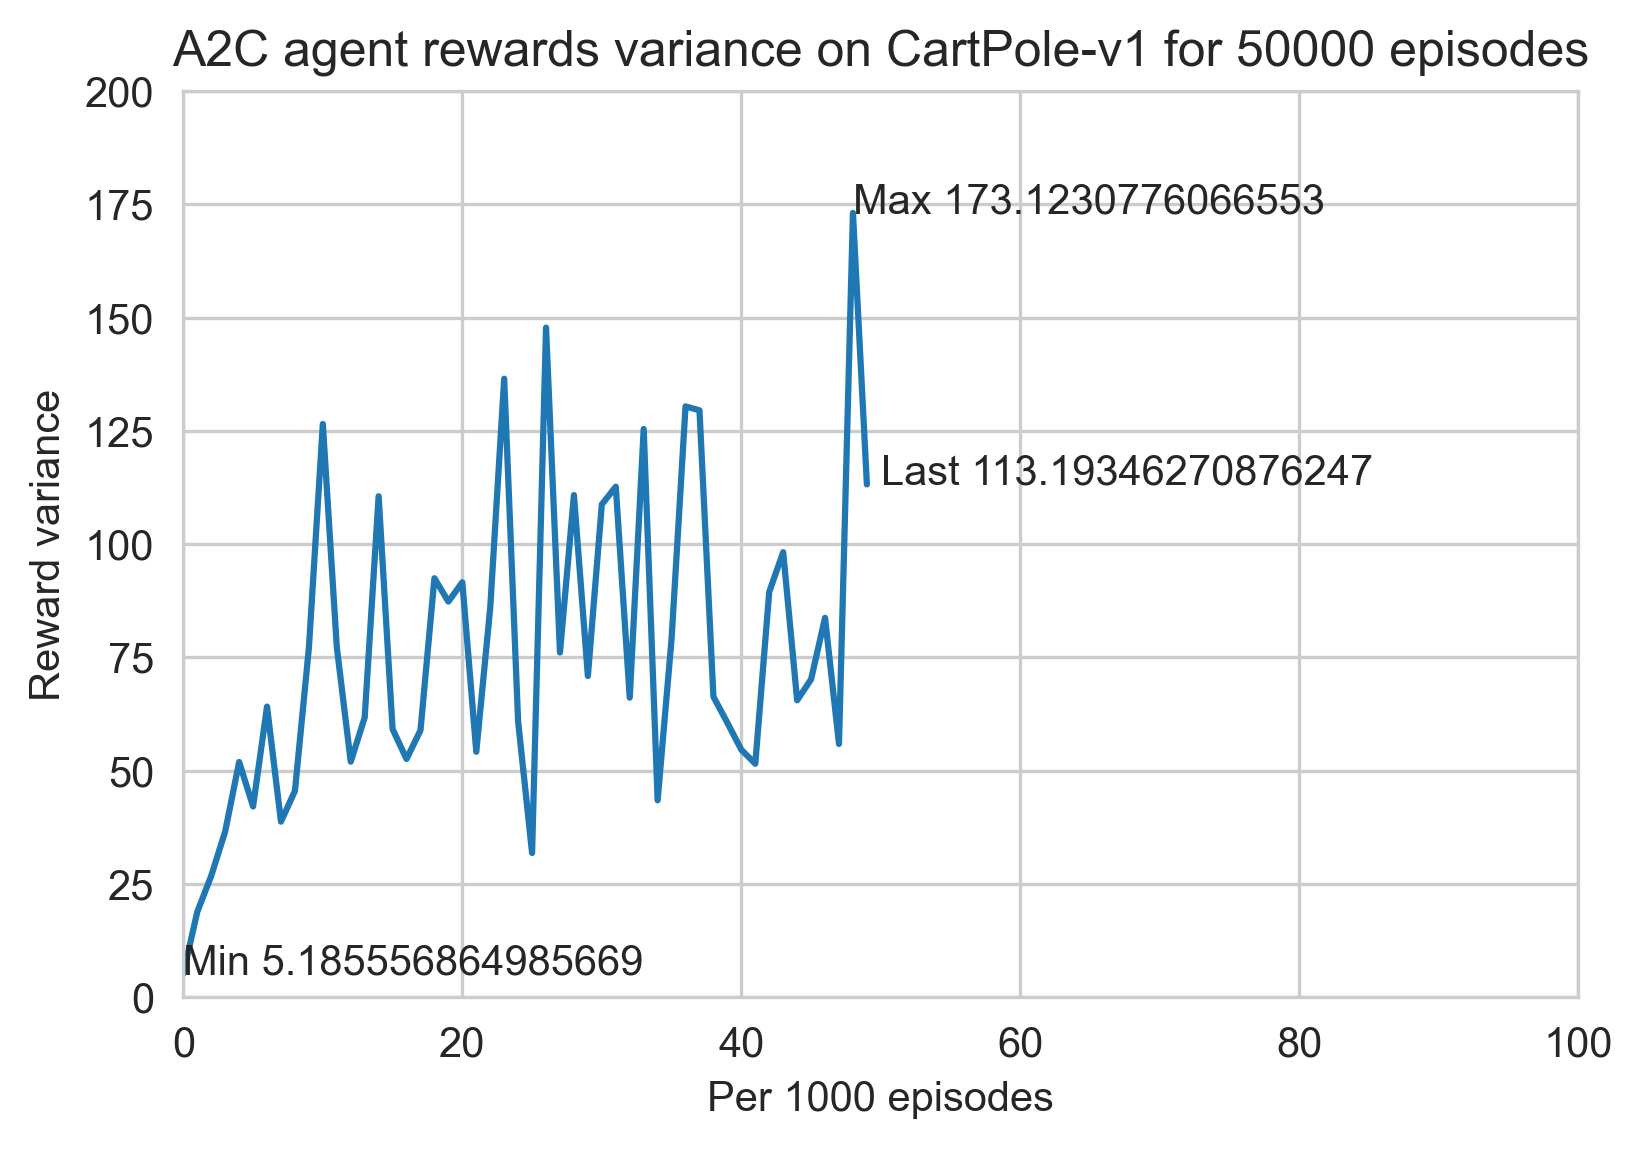 A2C agent rewards variance on CartPole-v1 for 50000 episodes
200
175
150
125
100
75
50
25
0
Reward variance
Max 173.1230776066553
Last 113.19346270876247
Min 5.185556864985669
0 20 40 60 80 100
Per 1000 episodes